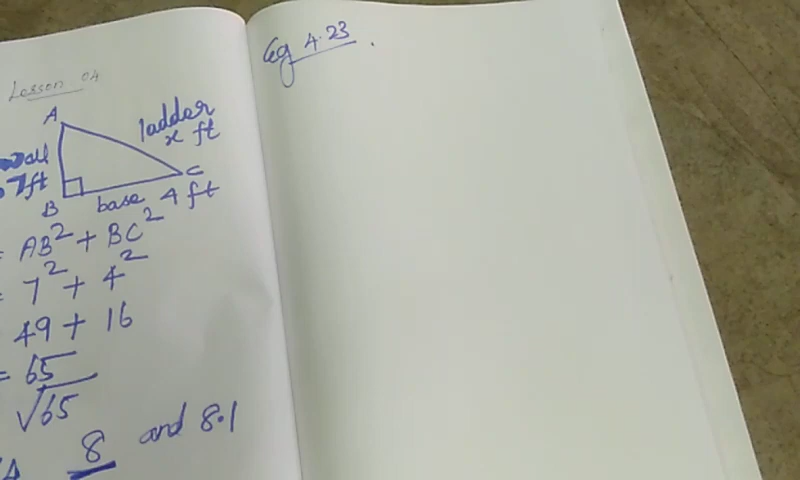 Lesson 04
A
ladder
x ft
wall
7ft
C
B
base 4 ft
= AB² + BC²
= 7² + 4²
49 + 16
= 65
√65
8 and 8.1
Eg 4.23.